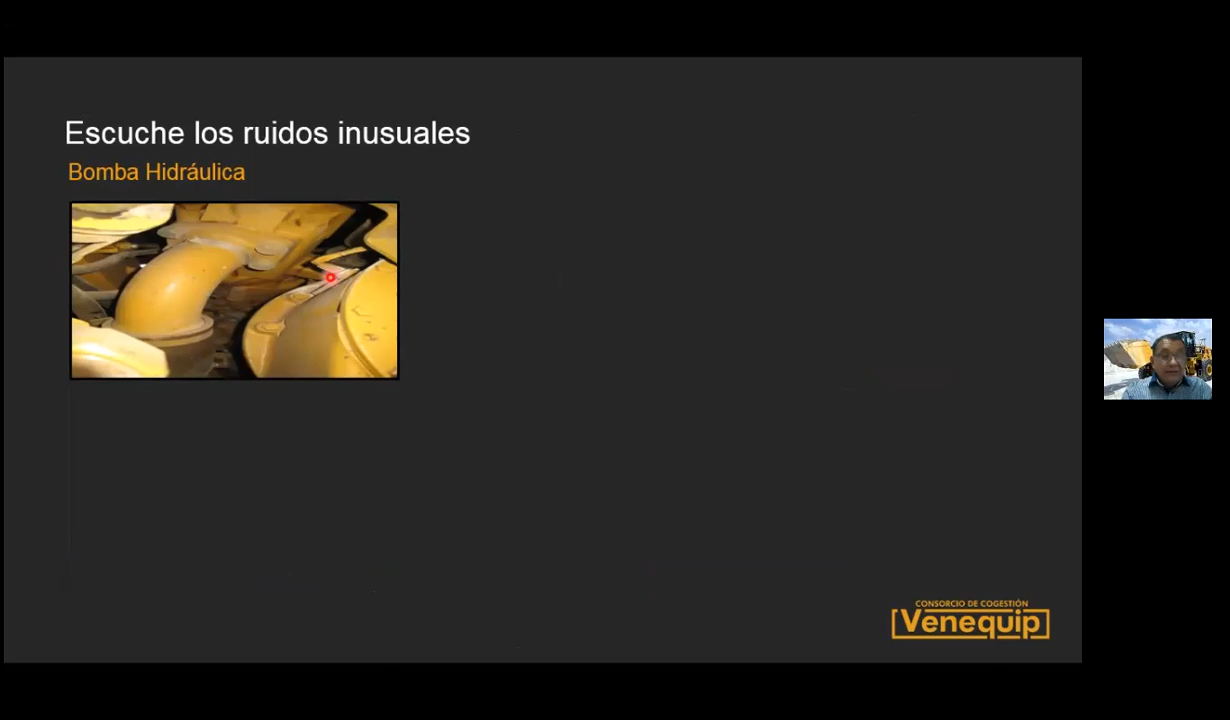 Escuche los ruidos inusuales
Bomba Hidráulica
CONSORCIO DE COGESTIÓN
Venequip